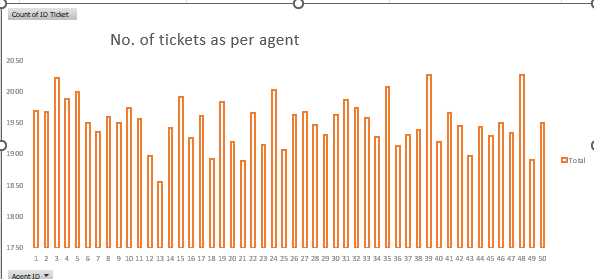 Count of ID Ticket
No. of tickets as per agent
2050
2000
1950
1900
1850
1800
1750
Total
1 2 3 4 5 6 7 8 9 10 11 12 13 14 15 16 17 18 19 20 21 22 23 24 25 26 27 28 29 30 31 32 33 34 35 36 37 38 39 40 41 42 43 44 45 46 47 48 49 50
Agent ID